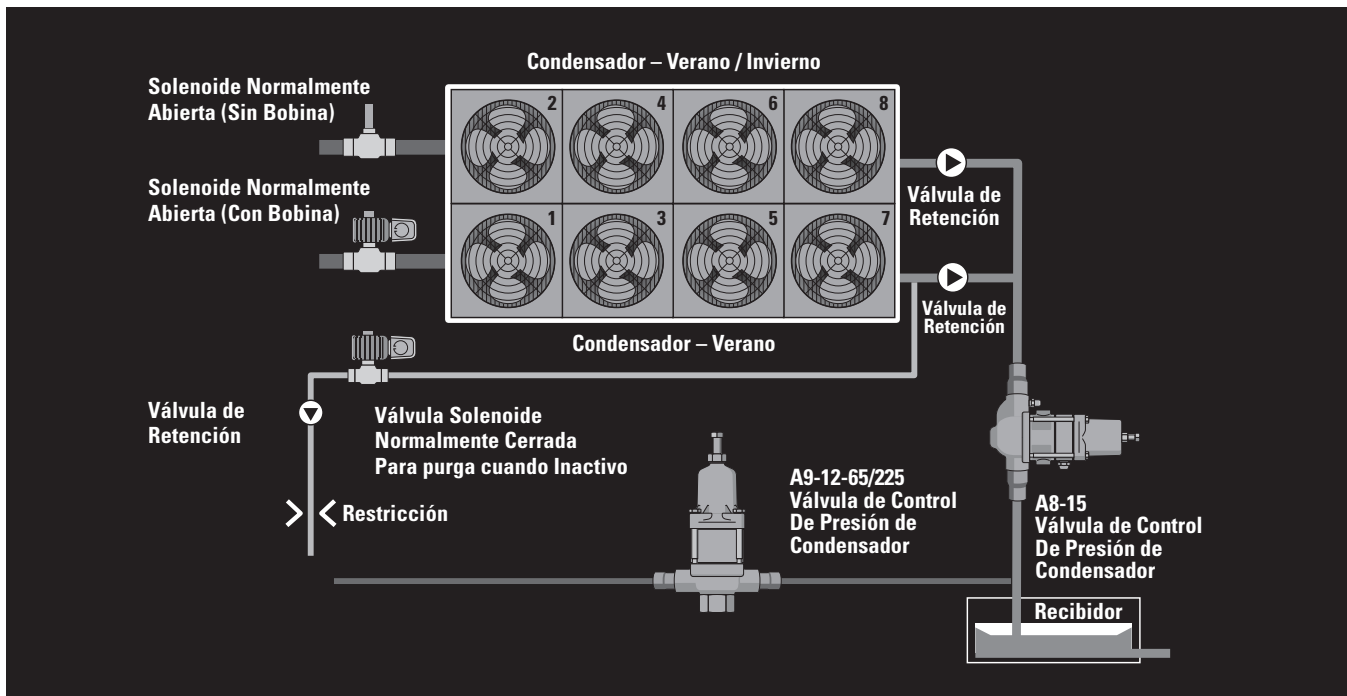 Condensador – Verano / Invierno
Solenoide Normalmente
Abierta (Sin Bobina)
2
4
6
8
Válvula de
Retención
Solenoide Normalmente
Abierta (Con Bobina)
1
3
5
7
Válvula de
Retención
Condensador – Verano
Válvula de
Retención
Válvula Solenoide
Normalmente Cerrada
Para purga cuando Inactivo
Restricción
A9-12-65/225
Válvula de Control
De Presión de
Condensador
A8-15
Válvula de Control
De Presión de
Condensador
Recibidor